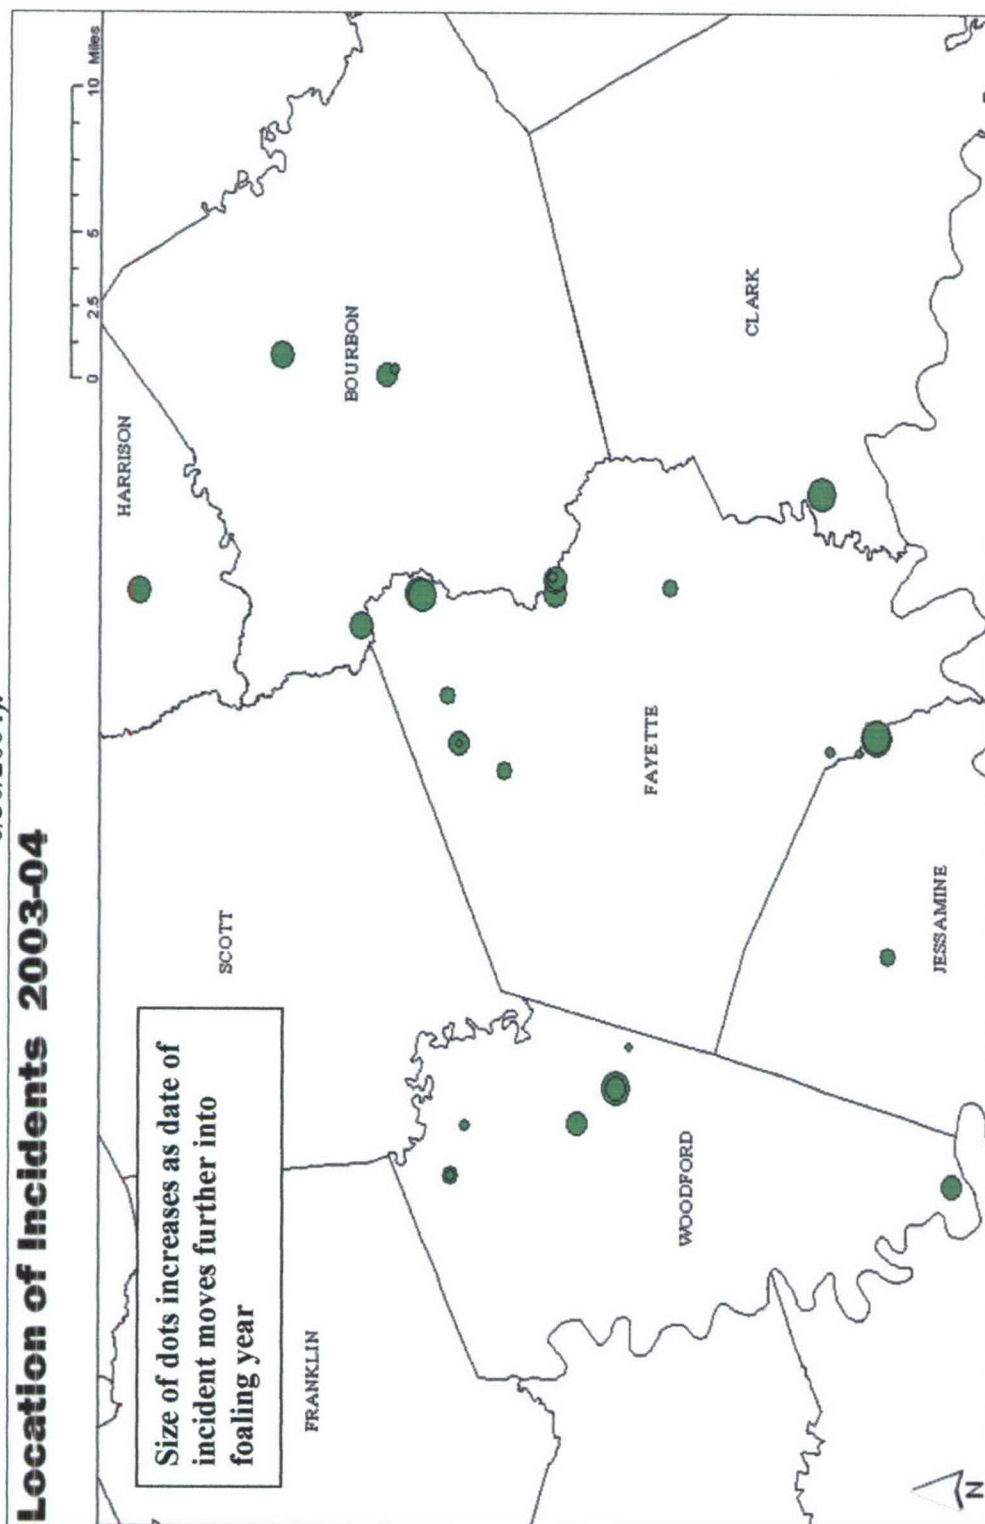 Location of Incidents 2003-04
0 2.5 5 10 Miles
Size of dots increases as date of
incident moves further into
foaling year
HARRISON
SCOTT
BOURBON
FRANKLIN
FAYETTE
CLARK
WOODFORD
JESSAMINE
N